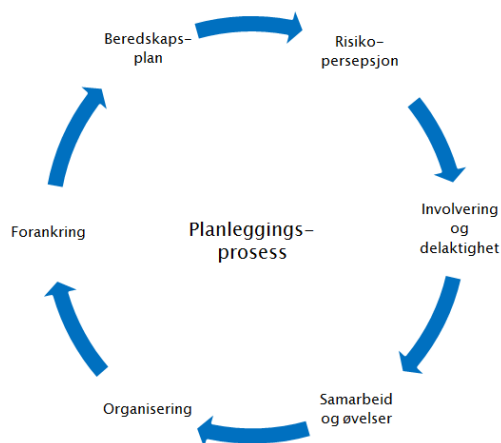 Beredskaps-
plan
Risiko-
persepsjon
Involvering
og
delaktighet
Samarbeid
og øvelser
Organisering
Forankring
Planleggings-
prosess